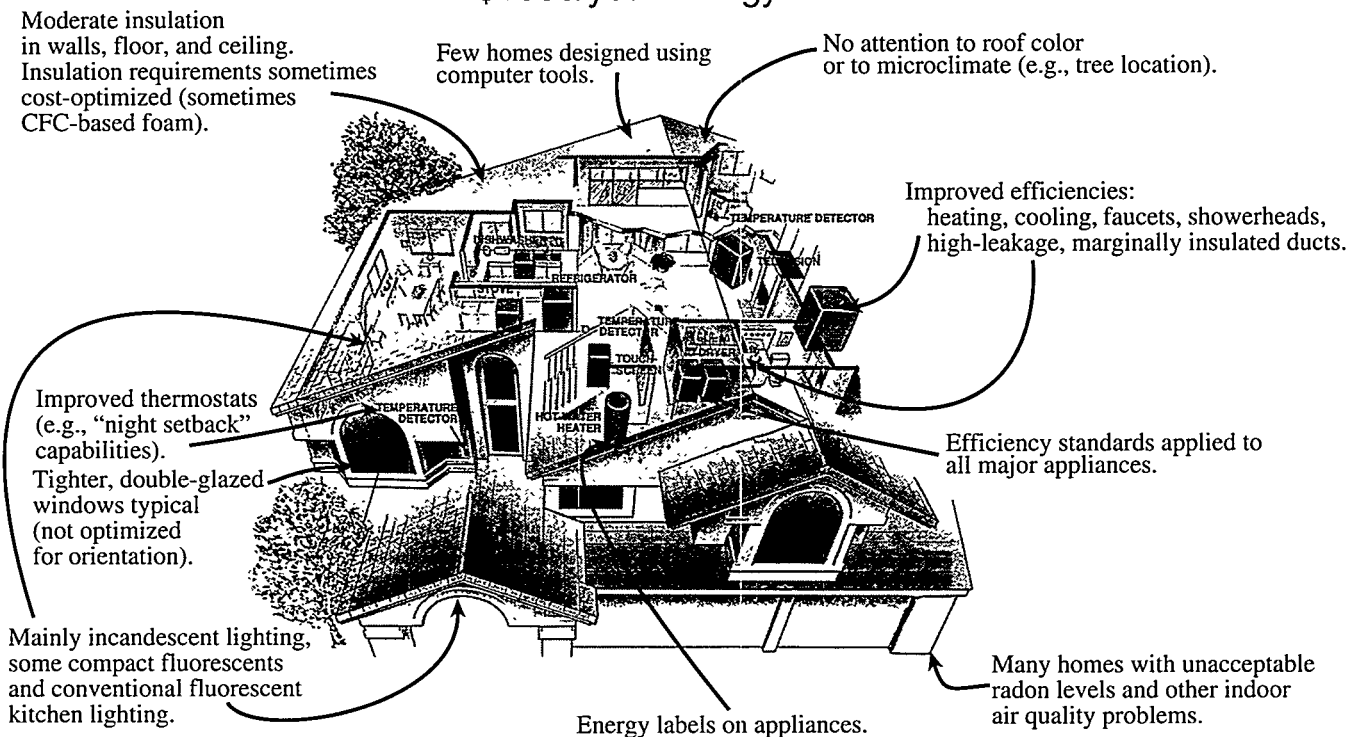 Moderate insulation
in walls, floor, and ceiling.
Insulation requirements sometimes
cost-optimized (sometimes
CFC-based foam).
Few homes designed using
computer tools.
No attention to roof color
or to microclimate (e.g., tree location).
Improved efficiencies:
heating, cooling, faucets, showerheads,
high-leakage, marginally insulated ducts.
TEMPERATURE DETECTOR
TELEVISION
REFRIGERATOR
STOVE
TEMPERATURE
DETECTOR
DRYER
TOUCH-
SCREEN
TEMPERATURE
DETECTOR
HOT WATER
HEATER
Improved thermostats
(e.g., “night setback”
capabilities).
Tighter, double-glazed
windows typical
(not optimized
for orientation).
Efficiency standards applied to
all major appliances.
Mainly incandescent lighting,
some compact fluorescents
and conventional fluorescent
kitchen lighting.
Energy labels on appliances.
Many homes with unacceptable
radon levels and other indoor
air quality problems.